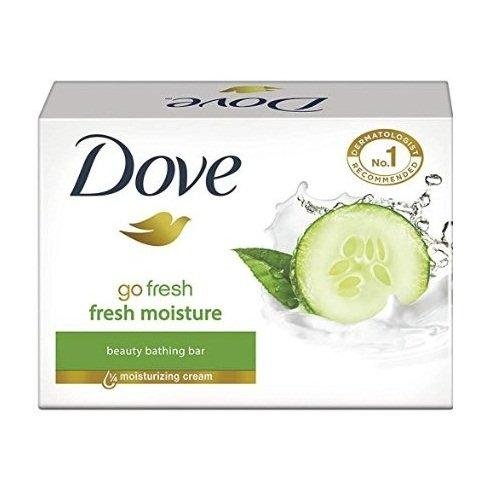 Dove
Dove
DERMATOLOGIST
No.1
RECOMMENDED
go fresh
fresh moisture
beauty bathing bar
¼ moisturizing cream